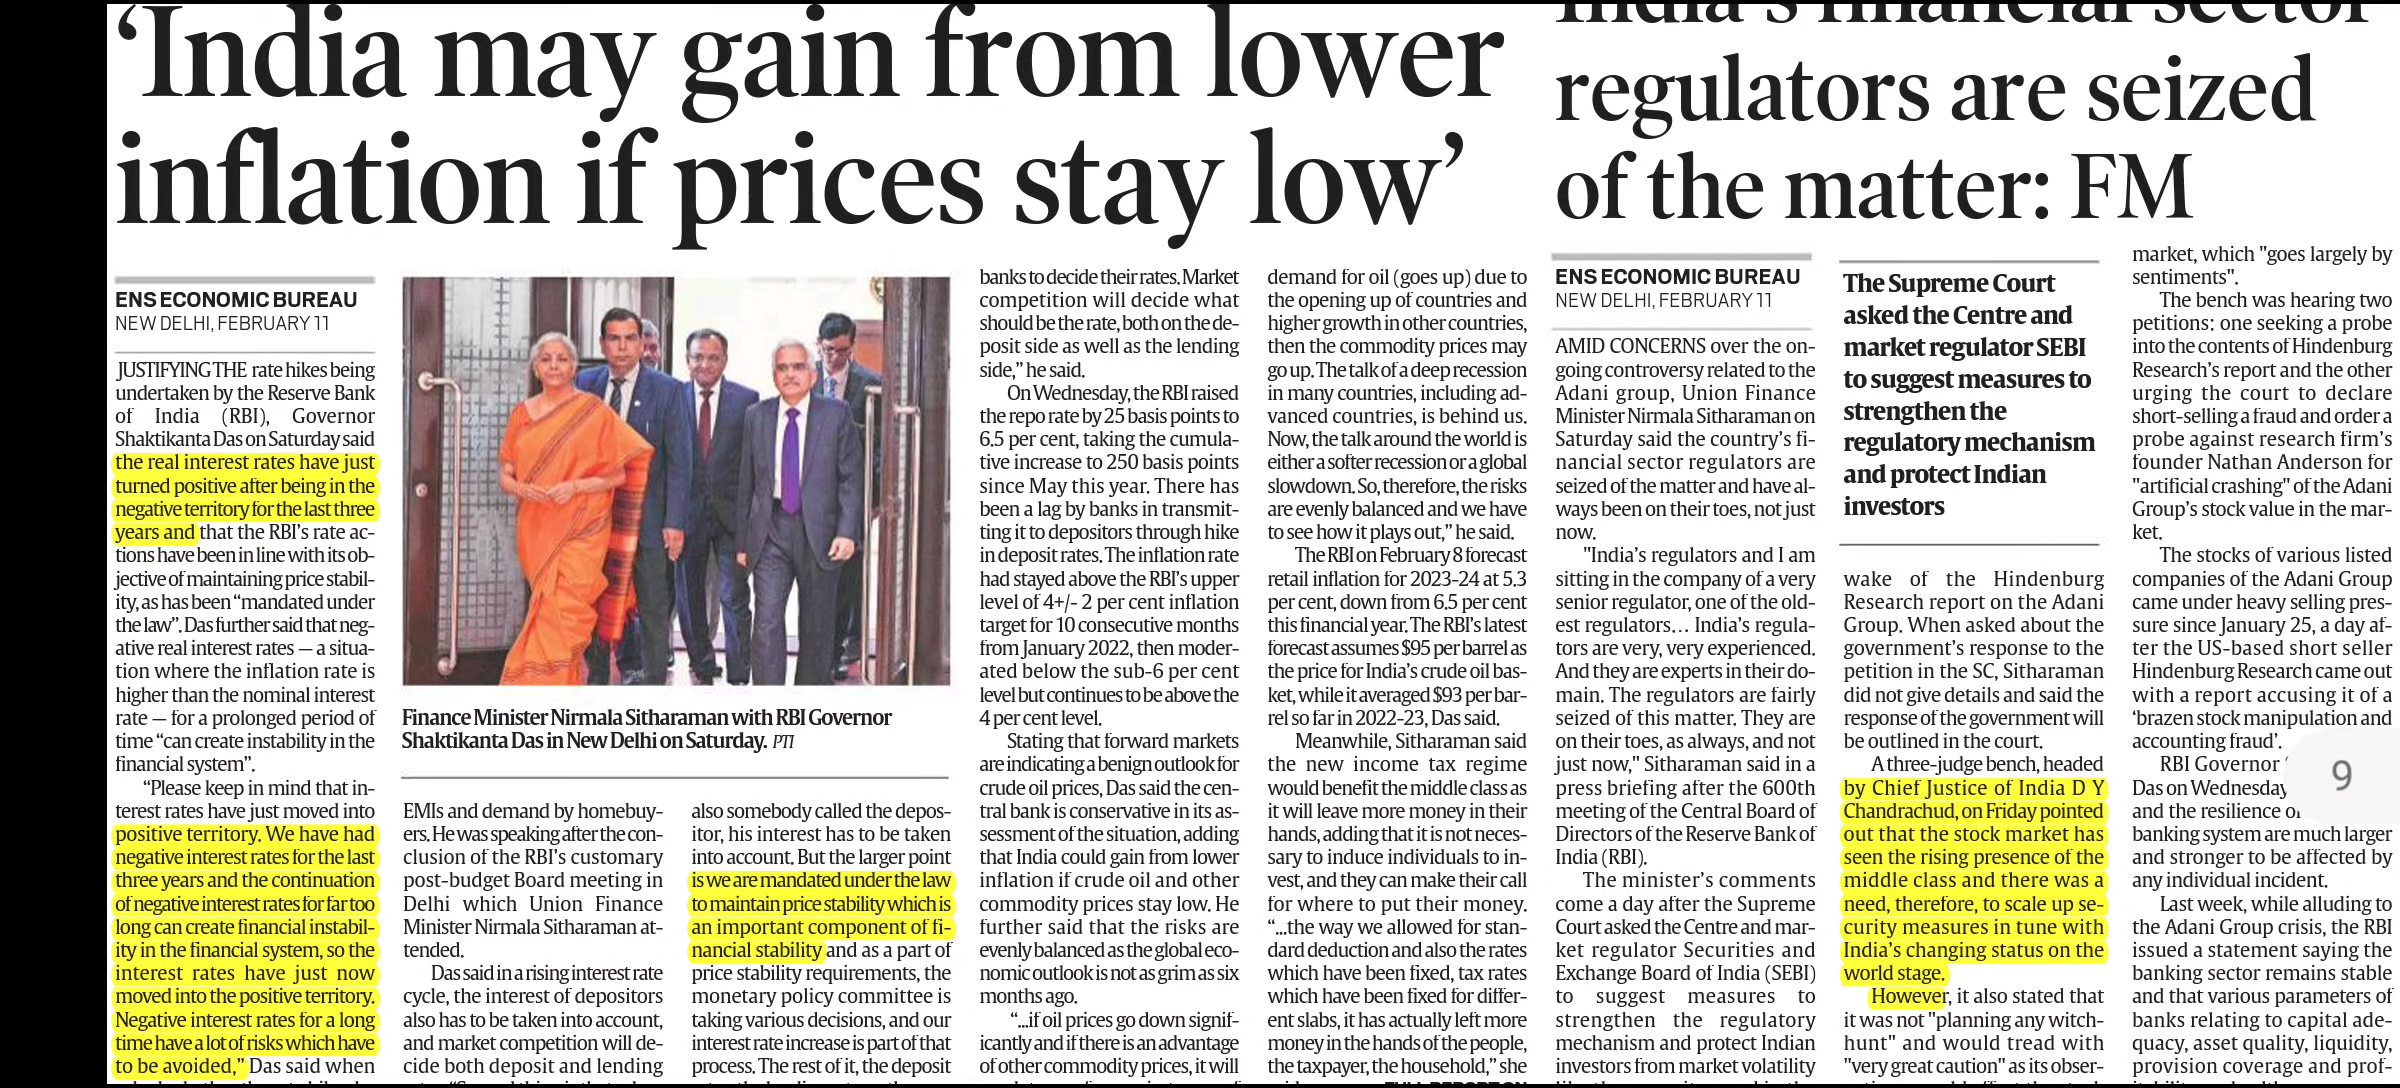 ‘India may gain from lower
inflation if prices stay low’
ENS ECONOMIC BUREAU
NEW DELHI, FEBRUARY 11
JUSTIFYING THE rate hikes being
undertaken by the Reserve Bank
of India (RBI), Governor
Shaktikanta Das on Saturday said
the real interest rates have just
turned positive after being in the
negative territory for the last three
years and that the RBI's rate ac-
tions have been in line with its ob-
jective of maintaining price stabil-
ity, as has been “mandated under
the law”. Das further said that neg-
ative real interest rates — a situa-
tion where the inflation rate is
higher than the nominal interest
rate — for a prolonged period of
time “can create instability in the
financial system”.
“Please keep in mind that in-
terest rates have just moved into
positive territory. We have had
negative interest rates for the last
three years and the continuation
of negative interest rates for far too
long can create financial instabil-
ity in the financial system, so the
interest rates have just now
moved into the positive territory.
Negative interest rates for a long
time have a lot of risks which have
to be avoided,” Das said when
Finance Minister Nirmala Sitharaman with RBI Governor
Shaktikanta Das in New Delhi on Saturday. PTI
EMIs and demand by homebuy-
ers. He was speaking after the con-
clusion of the RBI's customary
post-budget Board meeting in
Delhi which Union Finance
Minister Nirmala Sitharaman at-
tended.
Das said in a rising interest rate
cycle, the interest of depositors
also has to be taken into account,
and market competition will de-
cide both deposit and lending
also somebody called the depos-
itor, his interest has to be taken
into account. But the larger point
is we are mandated under the law
to maintain price stability which is
an important component of fi-
nancial stability and as a part of
price stability requirements, the
monetary policy committee is
taking various decisions, and our
interest rate increase is part of that
process. The rest of it, the deposit
banks to decide their rates. Market
competition will decide what
should be the rate, both on the de-
posit side as well as the lending
side,” he said.
On Wednesday, the RBI raised
the repo rate by 25 basis points to
6.5 per cent, taking the cumula-
tive increase to 250 basis points
since May this year. There has
been a lag by banks in transmit-
ting it to depositors through hike
in deposit rates. The inflation rate
had stayed above the RBI's upper
level of 4+/- 2 per cent inflation
target for 10 consecutive months
from January 2022, then moder-
ated below the sub-6 per cent
level but continues to be above the
4 per cent level.
Stating that forward markets
are indicating a benign outlook for
crude oil prices, Das said the cen-
tral bank is conservative in its as-
sessment of the situation, adding
that India could gain from lower
inflation if crude oil and other
commodity prices stay low. He
further said that the risks are
evenly balanced as the global eco-
nomic outlook is not as grim as six
months ago.
“...if oil prices go down signif-
icantly and if there is an advantage
of other commodity prices, it will
demand for oil (goes up) due to
the opening up of countries and
higher growth in other countries,
then the commodity prices may
go up. The talk of a deep recession
in many countries, including ad-
vanced countries, is behind us.
Now, the talk around the world is
either a softer recession or a global
slowdown. So, therefore, the risks
are evenly balanced and we have
to see how it plays out,” he said.
The RBI on February 8 forecast
retail inflation for 2023-24 at 5.3
per cent, down from 6.5 per cent
this financial year. The RBI's latest
forecast assumes $95 per barrel as
the price for India's crude oil bas-
ket, while it averaged $93 per bar-
rel so far in 2022-23, Das said.
Meanwhile, Sitharaman said
the new income tax regime
would benefit the middle class as
it will leave more money in their
hands, adding that it is not neces-
sary to induce individuals to in-
vest, and they can make their call
for where to put their money.
“...the way we allowed for stan-
dard deduction and also the rates
which have been fixed, tax rates
which have been fixed for differ-
ent slabs, it has actually left more
money in the hands of the people,
the taxpayer, the household,” she
India's financial sector
regulators are seized
of the matter: FM
ENS ECONOMIC BUREAU
NEW DELHI, FEBRUARY 11
AMID CONCERNS over the on-
going controversy related to the
Adani group, Union Finance
Minister Nirmala Sitharaman on
Saturday said the country's fi-
nancial sector regulators are
seized of the matter and have al-
ways been on their toes, not just
now.
"India's regulators and I am
sitting in the company of a very
senior regulator, one of the old-
est regulators... India's regula-
tors are very, very experienced.
And they are experts in their do-
main. The regulators are fairly
seized of this matter. They are
on their toes, as always, and not
just now," Sitharaman said in a
press briefing after the 600th
meeting of the Central Board of
Directors of the Reserve Bank of
India (RBI).
The minister's comments
come a day after the Supreme
Court asked the Centre and mar-
ket regulator Securities and
Exchange Board of India (SEBI)
to suggest measures to
strengthen the regulatory
mechanism and protect Indian
investors from market volatility
The Supreme Court
asked the Centre and
market regulator SEBI
to suggest measures to
strengthen the
regulatory mechanism
and protect Indian
investors
wake of the Hindenburg
Research report on the Adani
Group. When asked about the
government's response to the
petition in the SC, Sitharaman
did not give details and said the
response of the government will
be outlined in the court.
A three-judge bench, headed
by Chief Justice of India D Y
Chandrachud, on Friday pointed
out that the stock market has
seen the rising presence of the
middle class and there was a
need, therefore, to scale up se-
curity measures in tune with
India's changing status on the
world stage.
However, it also stated that
it was not "planning any witch-
hunt" and would tread with
"very great caution" as its obser-
market, which "goes largely by
sentiments".
The bench was hearing two
petitions: one seeking a probe
into the contents of Hindenburg
Research's report and the other
urging the court to declare
short-selling a fraud and order a
probe against research firm's
founder Nathan Anderson for
"artificial crashing" of the Adani
Group's stock value in the mar-
ket.
The stocks of various listed
companies of the Adani Group
came under heavy selling pres-
sure since January 25, a day af-
ter the US-based short seller
Hindenburg Research came out
with a report accusing it of a
‘brazen stock manipulation and
accounting fraud’.
RBI Governor
Das on Wednesday
and the resilience of
banking system are much larger
and stronger to be affected by
any individual incident.
Last week, while alluding to
the Adani Group crisis, the RBI
issued a statement saying the
banking sector remains stable
and that various parameters of
banks relating to capital ade-
quacy, asset quality, liquidity,
provision coverage and prof-
9